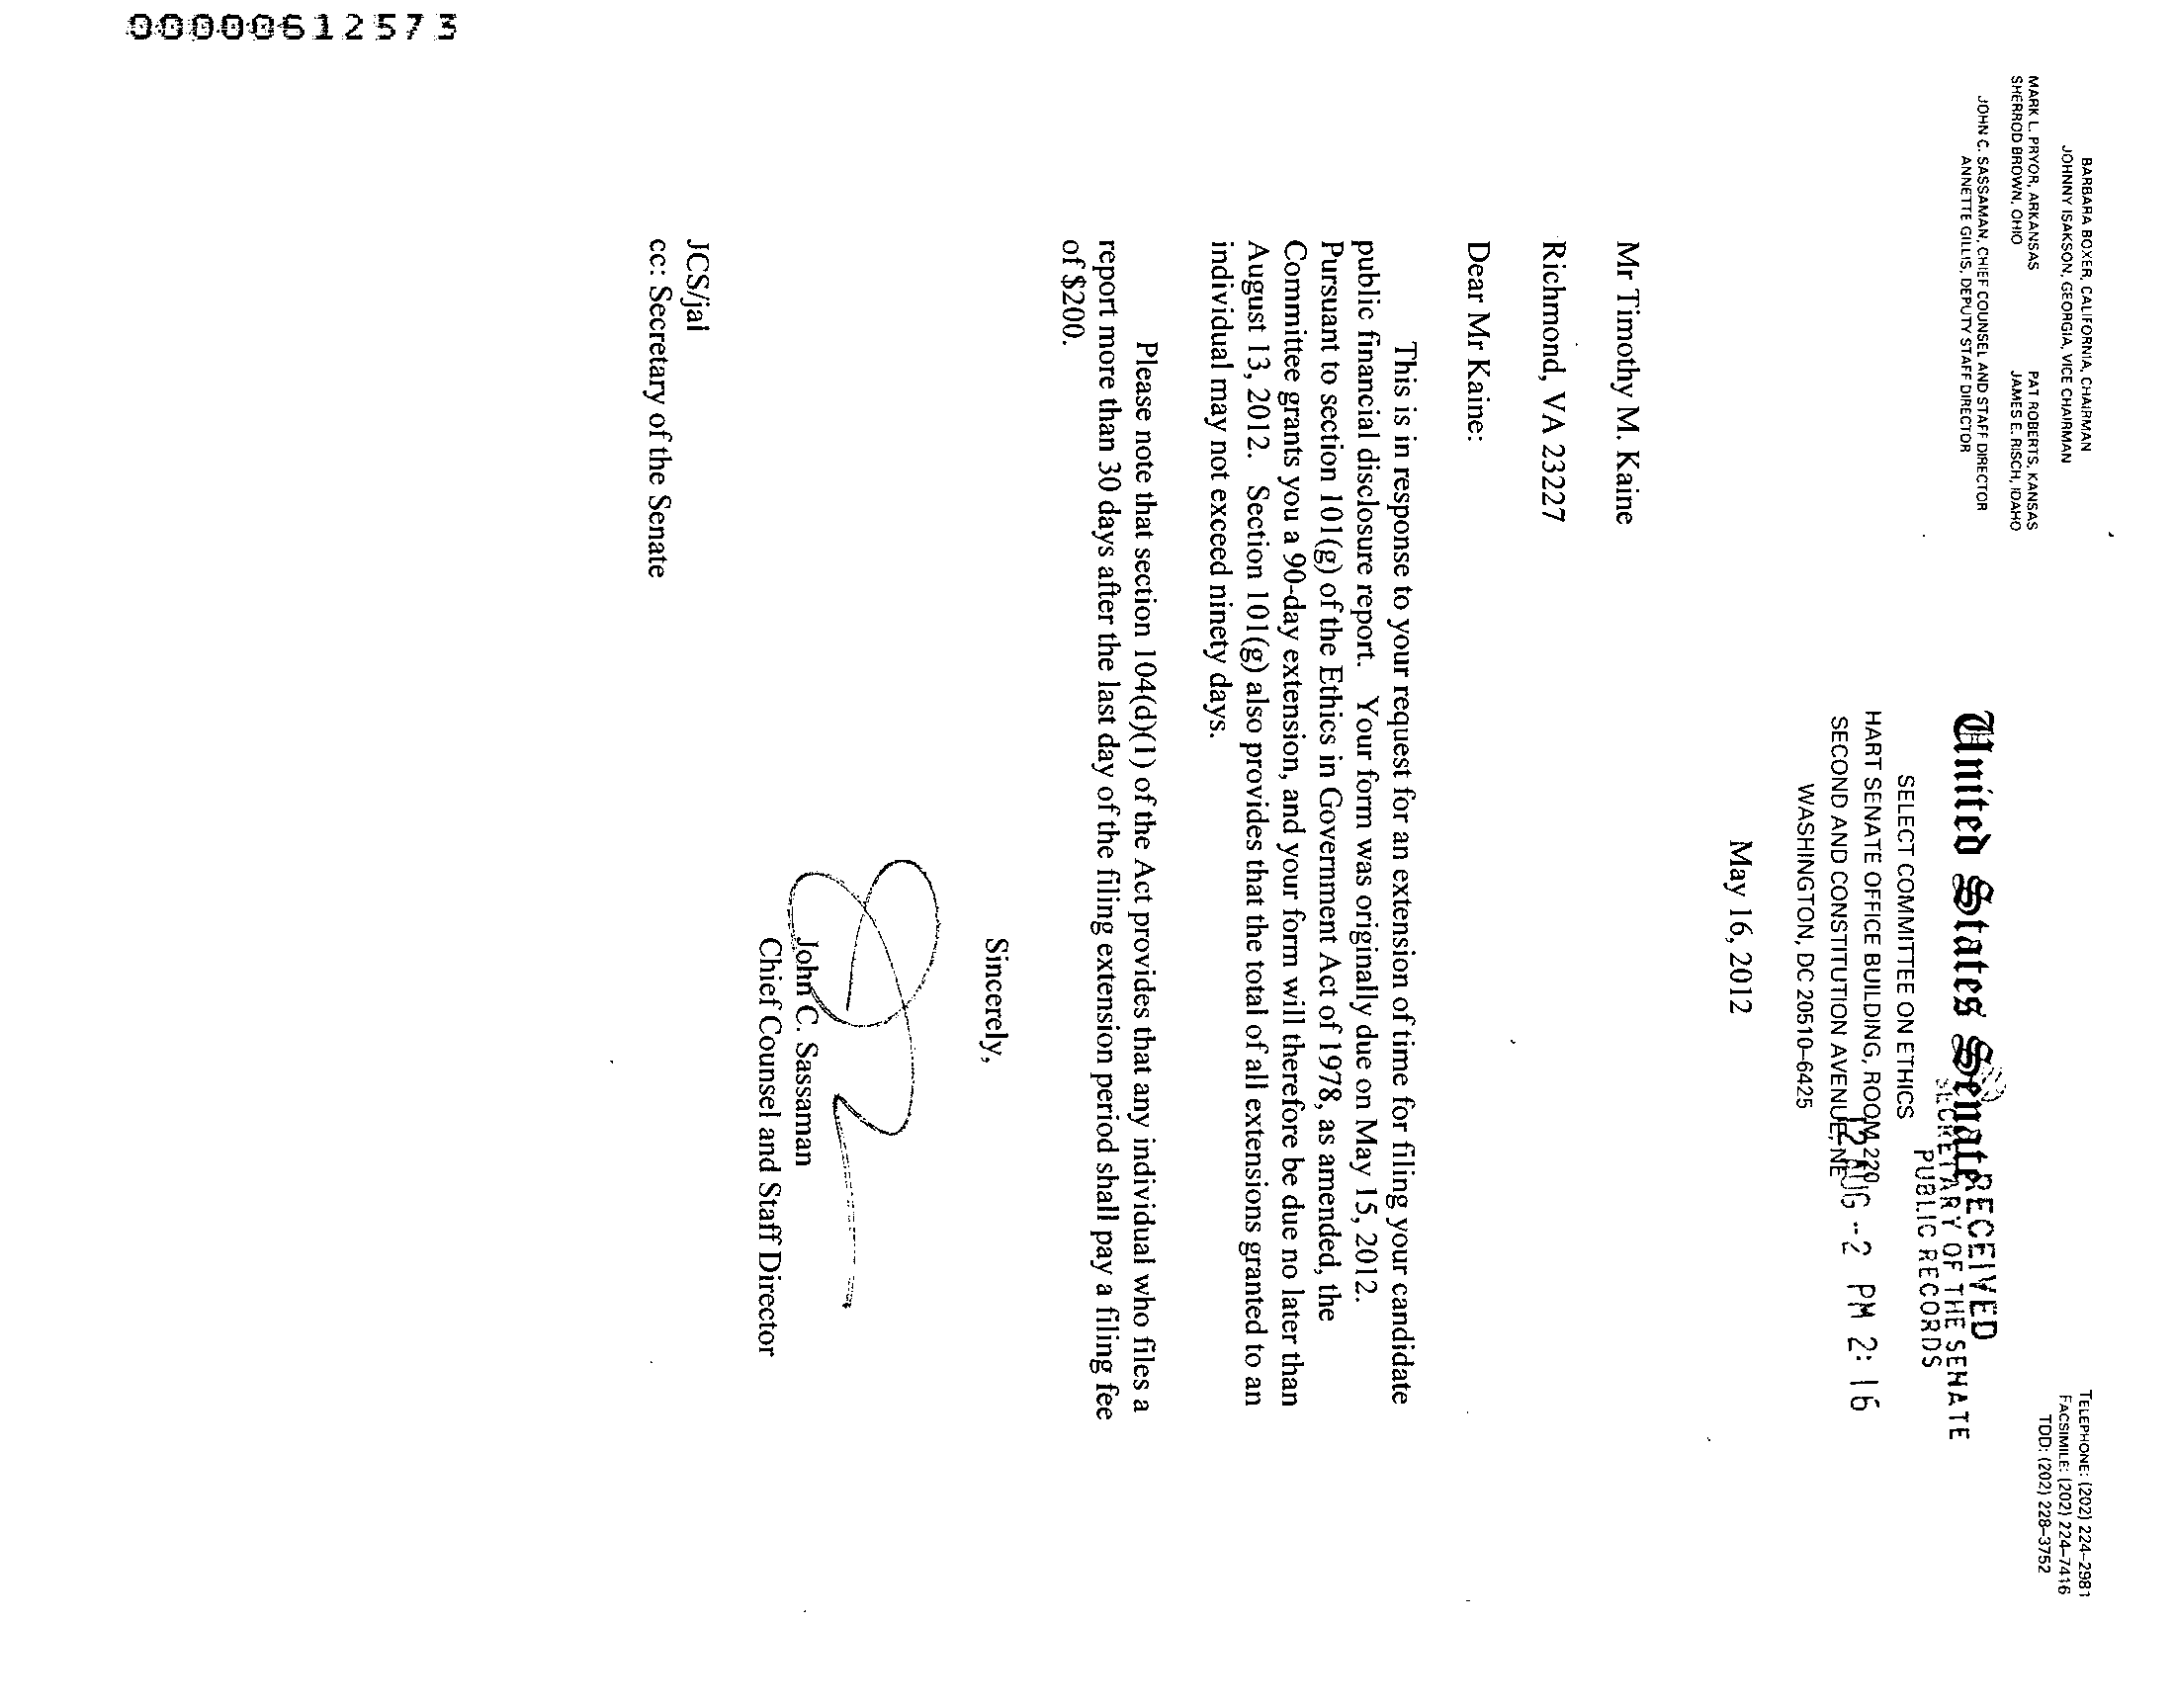 00000612573
BARBARA BOXER, CALIFORNIA, CHAIRMAN
JOHNNY ISAKSON, GEORGIA, VICE CHAIRMAN
MARK L. PRYOR, ARKANSAS PAT ROBERTS, KANSAS
SHERROD BROWN, OHIO JAMES E. RISCH, IDAHO
JOHN C. SASSAMAN, CHIEF COUNSEL AND STAFF DIRECTOR
ANNETTE GILLIS, DEPUTY STAFF DIRECTOR
TELEPHONE: (202) 224–2981
FACSIMILE: (202) 224–7416
TDD: (202) 228–3752
United States Senate
SELECT COMMITTEE ON ETHICS
HART SENATE OFFICE BUILDING, ROOM 220
SECOND AND CONSTITUTION AVENUE, NE
WASHINGTON, DC 20510–6425
RECEIVED
SECRETARY OF THE SENATE
PUBLIC RECORDS
12 AUG -2 PM 2: 16
May 16, 2012
Mr Timothy M. Kaine
Richmond, VA 23227
Dear Mr Kaine:
This is in response to your request for an extension of time for filing your candidate
public financial disclosure report. Your form was originally due on May 15, 2012.
Pursuant to section 101(g) of the Ethics in Government Act of 1978, as amended, the
Committee grants you a 90-day extension, and your form will therefore be due no later than
August 13, 2012. Section 101(g) also provides that the total of all extensions granted to an
individual may not exceed ninety days.
Please note that section 104(d)(1) of the Act provides that any individual who files a
report more than 30 days after the last day of the filing extension period shall pay a filing fee
of $200.
Sincerely,
John C. Sassaman
Chief Counsel and Staff Director
JCS/jal
cc: Secretary of the Senate